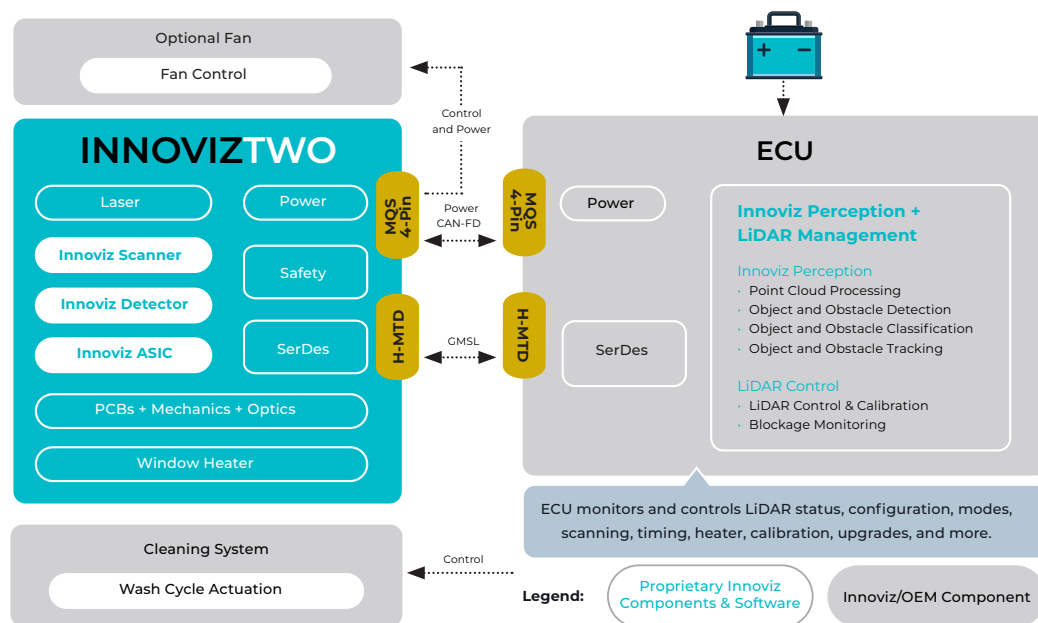 Optional Fan
Fan Control
Control
and Power
INNOVIZTWO
Laser
Power
Innoviz Scanner
Safety
Innoviz Detector
Innoviz ASIC
SerDes
PCBs + Mechanics + Optics
Window Heater
MQS
4-Pin
H-MTD
Power
CAN-FD
GMSL
MQS
4-Pin
H-MTD
+ −
ECU
Power
SerDes
Innoviz Perception +
LiDAR Management
Innoviz Perception
· Point Cloud Processing
· Object and Obstacle Detection
· Object and Obstacle Classification
· Object and Obstacle Tracking
LiDAR Control
· LiDAR Control & Calibration
· Blockage Monitoring
ECU monitors and controls LiDAR status, configuration, modes,
scanning, timing, heater, calibration, upgrades, and more.
Cleaning System
Wash Cycle Actuation
Control
Legend:
Proprietary Innoviz
Components & Software
Innoviz/OEM Component